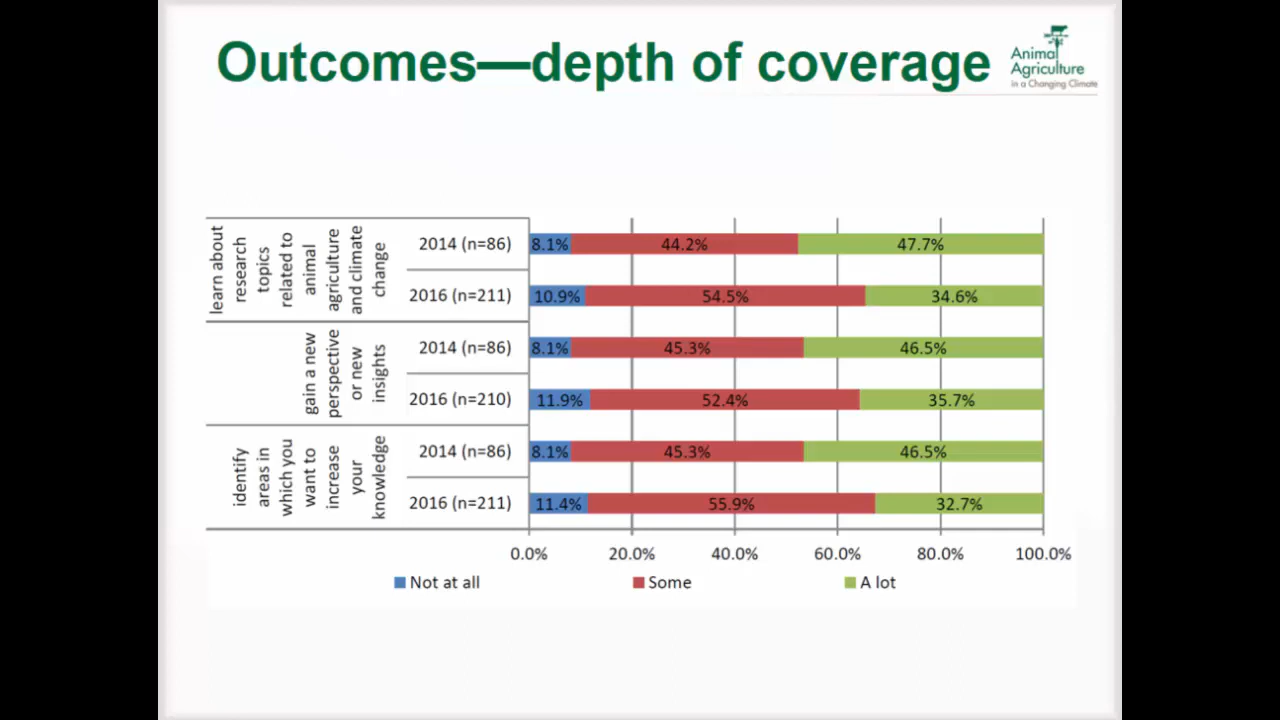 Outcomes—depth of coverage
Animal
Agriculture
in a Changing Climate
learn about
research
topics
related to
animal
agriculture
and climate
change
2014 (n=86)
8.1% 44.2% 47.7%
2016 (n=211)
10.9% 54.5% 34.6%
gain a new
perspective
or new
insights
2014 (n=86)
8.1% 45.3% 46.5%
2016 (n=210)
11.9% 52.4% 35.7%
identify
areas in
which you
want to
increase
your
knowledge
2014 (n=86)
8.1% 45.3% 46.5%
2016 (n=211)
11.4% 55.9% 32.7%
0.0% 20.0% 40.0% 60.0% 80.0% 100.0%
Not at all Some A lot